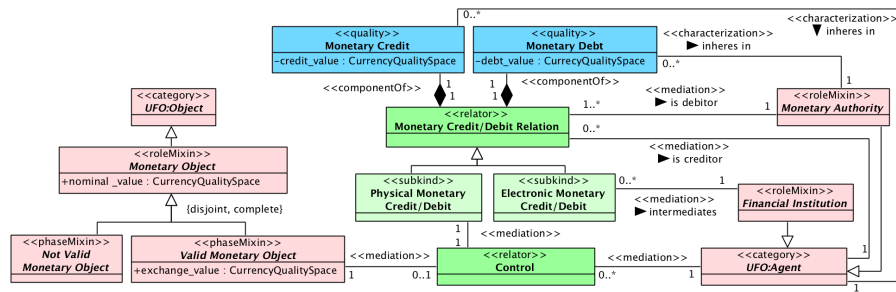 <<quality>>
Monetary Credit
-credit_value : CurrencyQualitySpace
<<quality>>
Monetary Debt
-debt_value : CurrecyQualitySpace
0..*
<<characterization>>
inheres in
<<characterization>>
inheres in
0..*
1
<<componentOf>>
1
1
1
1
<<componentOf>>
<<category>>
UFO:Object
<<relator>>
Monetary Credit/Debit Relation
1..*
<<mediation>>
is debitor
1
<<roleMixin>>
Monetary Authority
0..*
<<mediation>>
is creditor
<<roleMixin>>
Monetary Object
+nominal _value : CurrencyQualitySpace
{disjoint, complete}
<<subkind>>
Physical Monetary
Credit/Debit
<<subkind>>
Electronic Monetary
Credit/Debit
0..*
<<mediation>>
intermediates
1
<<roleMixin>>
Financial Institution
1
1
<<mediation>>
<<phaseMixin>>
Not Valid
Monetary Object
<<phaseMixin>>
Valid Monetary Object
+exchange_value : CurrencyQualitySpace
<<mediation>>
1
0..1
<<relator>>
Control
<<mediation>>
0..*
1
<<category>>
UFO:Agent
1
1